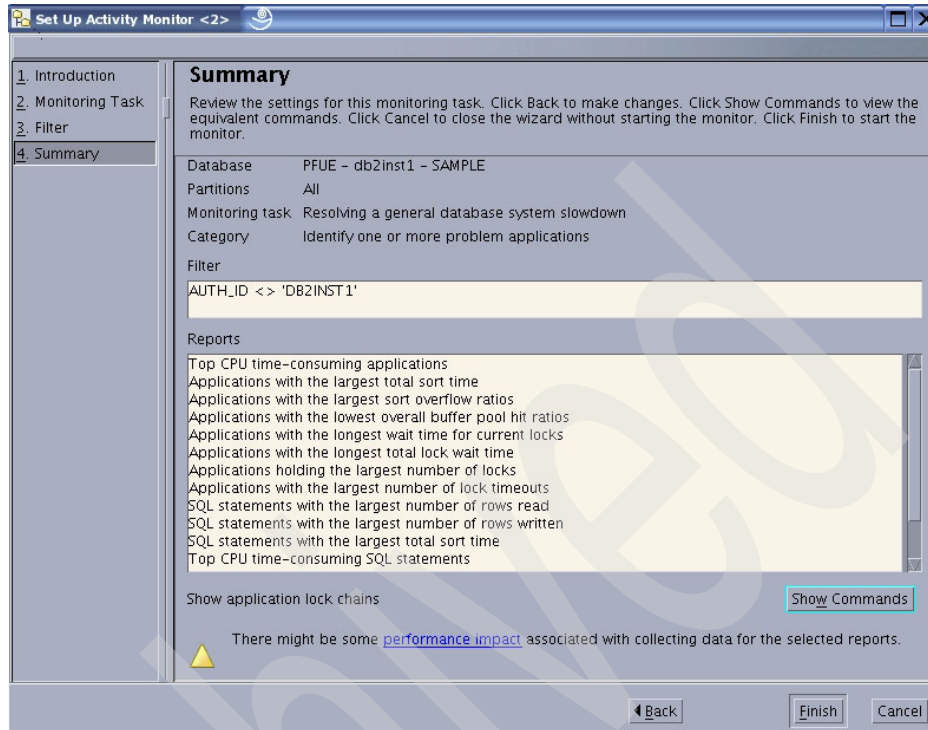 Set Up Activity Monitor <2>
1. Introduction
2. Monitoring Task
3. Filter
4. Summary
Summary
Review the settings for this monitoring task. Click Back to make changes. Click Show Commands to view the
equivalent commands. Click Cancel to close the wizard without starting the monitor. Click Finish to start the
monitor.
Database PFUE - db2inst1 - SAMPLE
Partitions All
Monitoring task Resolving a general database system slowdown
Category Identify one or more problem applications
Filter
AUTH_ID <> 'DB2INST1'
Reports
Top CPU time-consuming applications
Applications with the largest total sort time
Applications with the largest sort overflow ratios
Applications with the lowest overall buffer pool hit ratios
Applications with the longest wait time for current locks
Applications with the longest total lock wait time
Applications holding the largest number of locks
Applications with the largest number of lock timeouts
SQL statements with the largest number of rows read
SQL statements with the largest number of rows written
SQL statements with the largest total sort time
Top CPU time-consuming SQL statements
Show application lock chains
Show Commands
There might be some performance impact associated with collecting data for the selected reports.
Back
Finish
Cancel